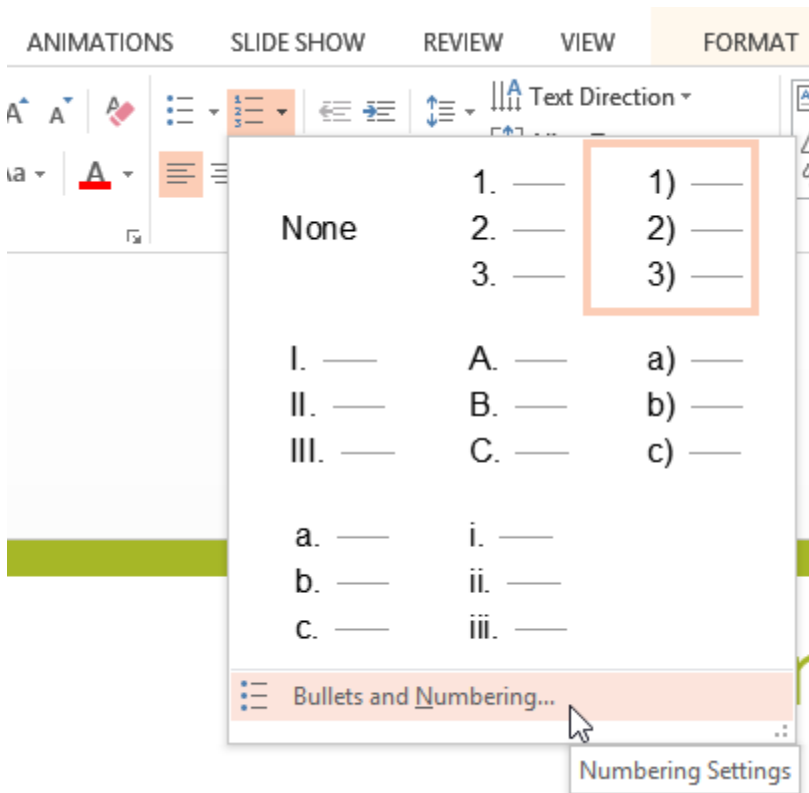 ANIMATIONS SLIDE SHOW REVIEW VIEW FORMAT
A A Text Direction
Aa A
None
1.
2.
3.
1)
2)
3)
I.
II.
III.
A.
B.
C.
a)
b)
c)
a.
b.
c.
i.
ii.
iii.
Bullets and Numbering...
Numbering Settings